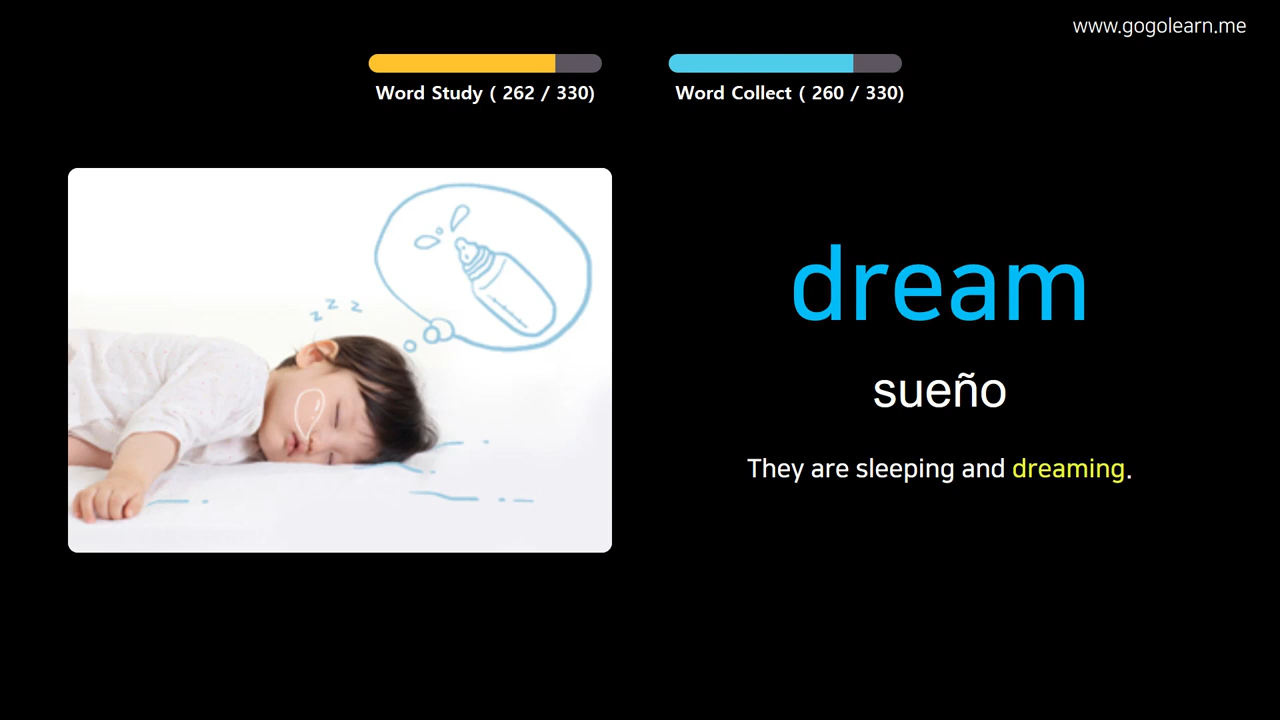 www.gogolearn.me
Word Study ( 262 / 330)
Word Collect ( 260 / 330)
z z z
dream
sueño
They are sleeping and dreaming.